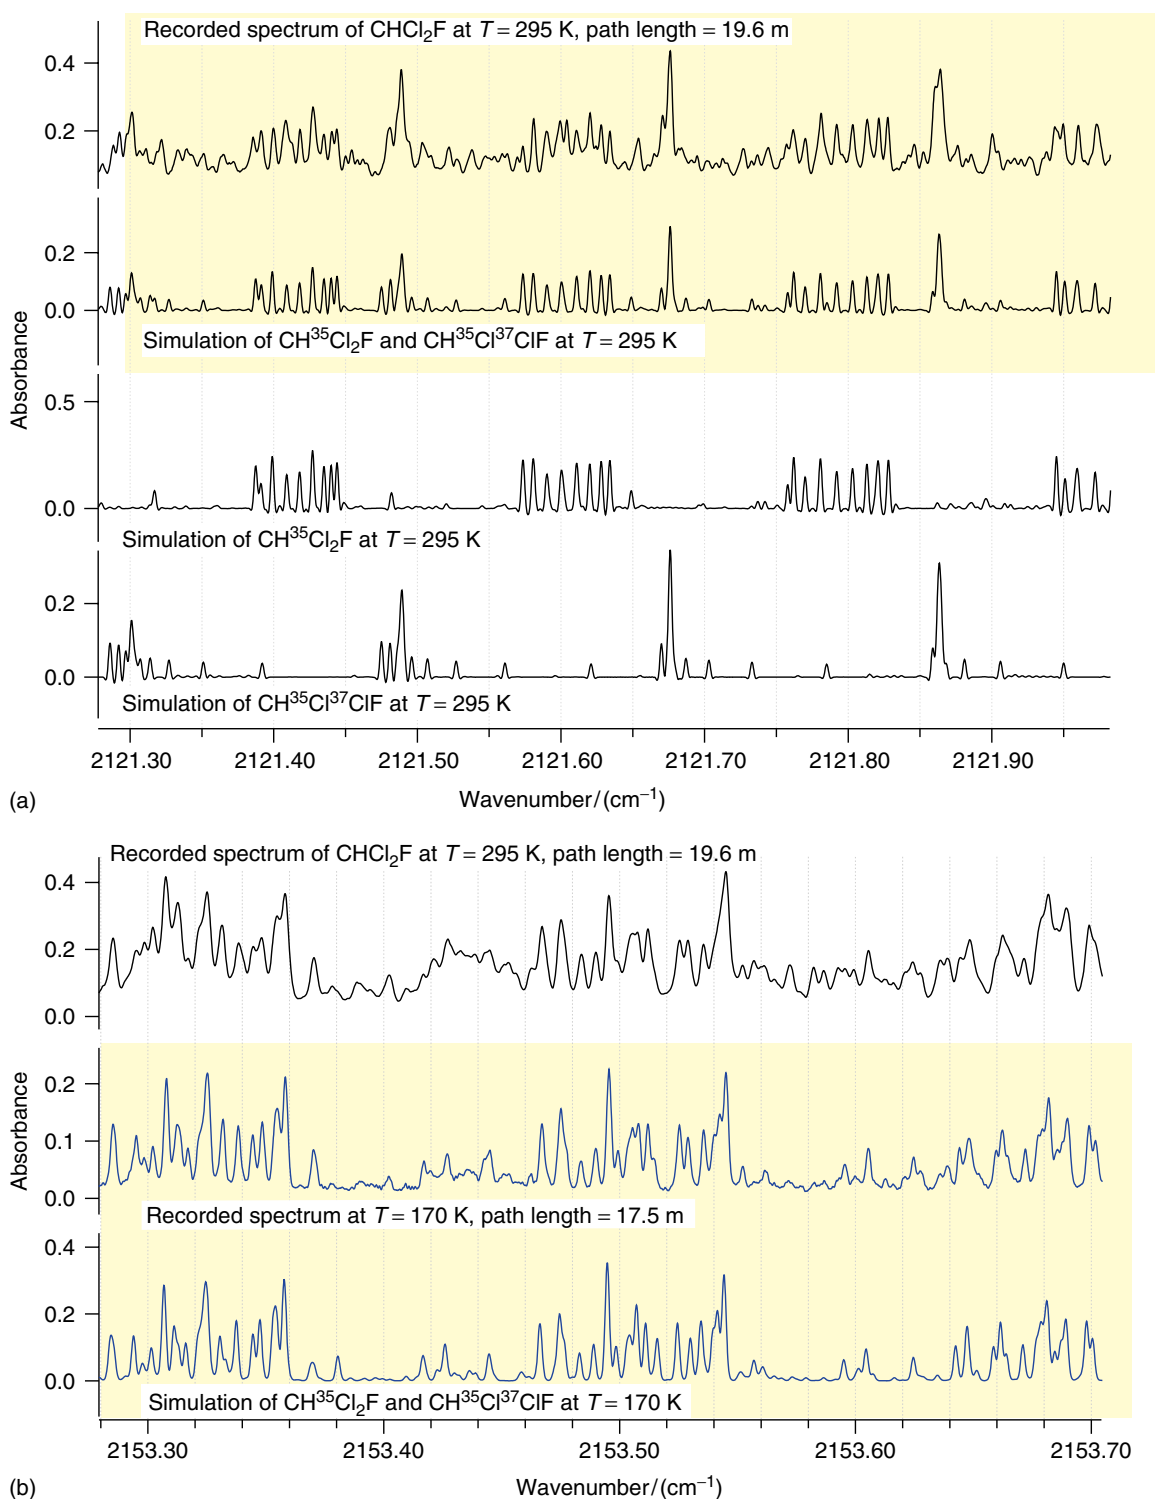 Recorded spectrum of CHCl₂F at T = 295 K, path length = 19.6 m
0.4
0.2
0.2
0.0
Simulation of CH³⁵Cl₂F and CH³⁵Cl³⁷ClF at T = 295 K
Absorbance
0.5
0.0
Simulation of CH³⁵Cl₂F at T = 295 K
0.2
0.0
Simulation of CH³⁵Cl³⁷ClF at T = 295 K
2121.30 2121.40 2121.50 2121.60 2121.70 2121.80 2121.90
(a) Wavenumber/(cm⁻¹)
Recorded spectrum of CHCl₂F at T = 295 K, path length = 19.6 m
0.4
0.2
0.0
Absorbance
0.2
0.1
0.0
Recorded spectrum at T = 170 K, path length = 17.5 m
0.4
0.2
0.0
Simulation of CH³⁵Cl₂F and CH³⁵Cl³⁷ClF at T = 170 K
2153.30 2153.40 2153.50 2153.60 2153.70
(b) Wavenumber/(cm⁻¹)